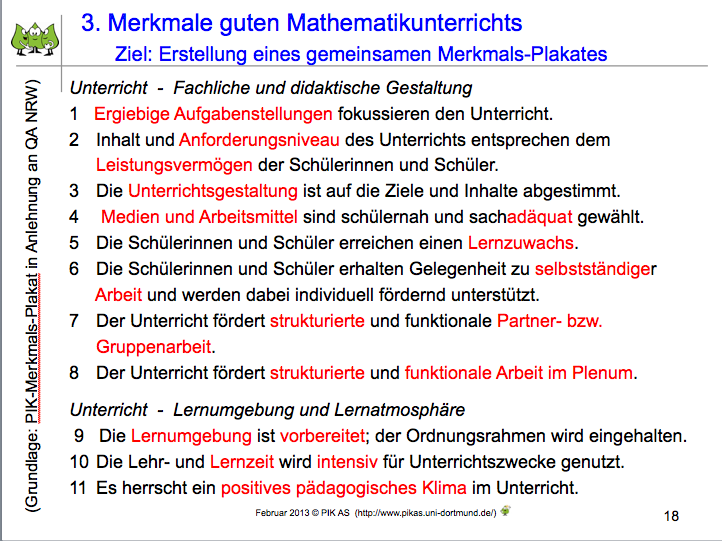 3. Merkmale guten Mathematikunterrichts
Ziel: Erstellung eines gemeinsamen Merkmals-Plakates
(Grundlage: PIK-Merkmals-Plakat in Anlehnung an QA NRW)
Unterricht - Fachliche und didaktische Gestaltung
1 Ergiebige Aufgabenstellungen fokussieren den Unterricht.
2 Inhalt und Anforderungsniveau des Unterrichts entsprechen dem
Leistungsvermögen der Schülerinnen und Schüler.
3 Die Unterrichtsgestaltung ist auf die Ziele und Inhalte abgestimmt.
4 Medien und Arbeitsmittel sind schülernah und sachadäquat gewählt.
5 Die Schülerinnen und Schüler erreichen einen Lernzuwachs.
6 Die Schülerinnen und Schüler erhalten Gelegenheit zu selbstständiger
Arbeit und werden dabei individuell fördernd unterstützt.
7 Der Unterricht fördert strukturierte und funktionale Partner- bzw.
Gruppenarbeit.
8 Der Unterricht fördert strukturierte und funktionale Arbeit im Plenum.
Unterricht - Lernumgebung und Lernatmosphäre
9 Die Lernumgebung ist vorbereitet; der Ordnungsrahmen wird eingehalten.
10 Die Lehr- und Lernzeit wird intensiv für Unterrichtszwecke genutzt.
11 Es herrscht ein positives pädagogisches Klima im Unterricht.
Februar 2013 © PIK AS (http://www.pikas.uni-dortmund.de/)
18